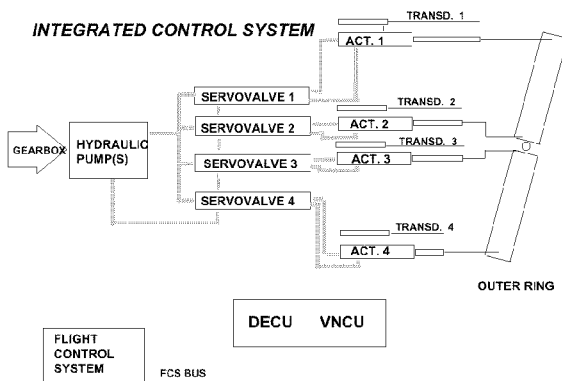 INTEGRATED CONTROL SYSTEM
TRANSD. 1
ACT. 1
SERVOVALVE 1
TRANSD. 2
SERVOVALVE 2
ACT. 2
GEARBOX
HYDRAULIC
PUMP(S)
TRANSD. 3
SERVOVALVE 3
ACT. 3
SERVOVALVE 4
TRANSD. 4
ACT. 4
OUTER RING
DECU VNCU
FLIGHT
CONTROL
SYSTEM
FCS BUS